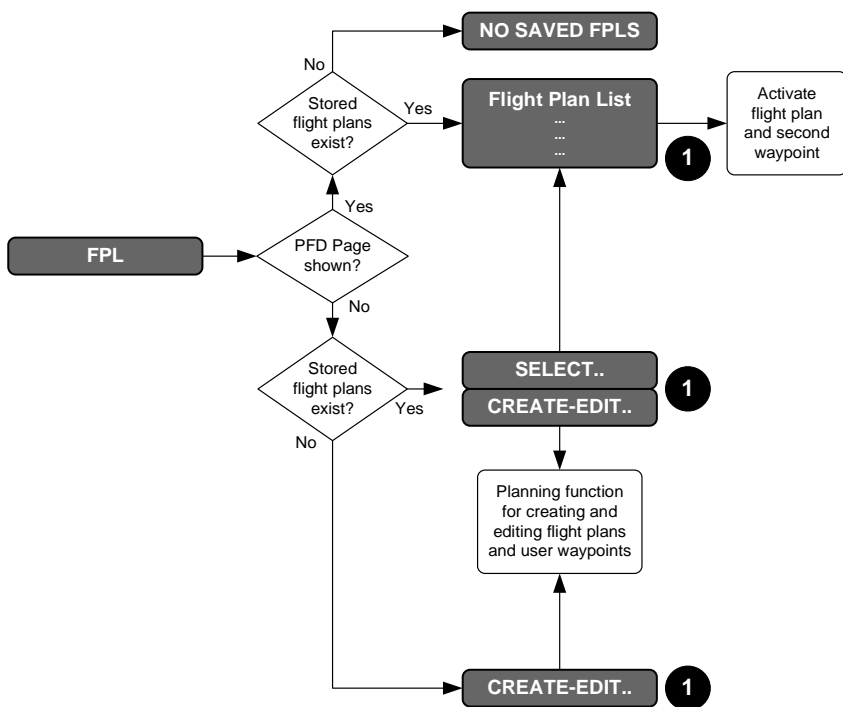 NO SAVED FPLS
No
Stored
flight plans
exist?
Yes
Flight Plan List
...
...
...
1
Activate
flight plan
and second
waypoint
Yes
FPL
PFD Page
shown?
No
Stored
flight plans
exist?
Yes
No
SELECT..
CREATE-EDIT..
1
Planning function
for creating and
editing flight plans
and user waypoints
CREATE-EDIT..
1